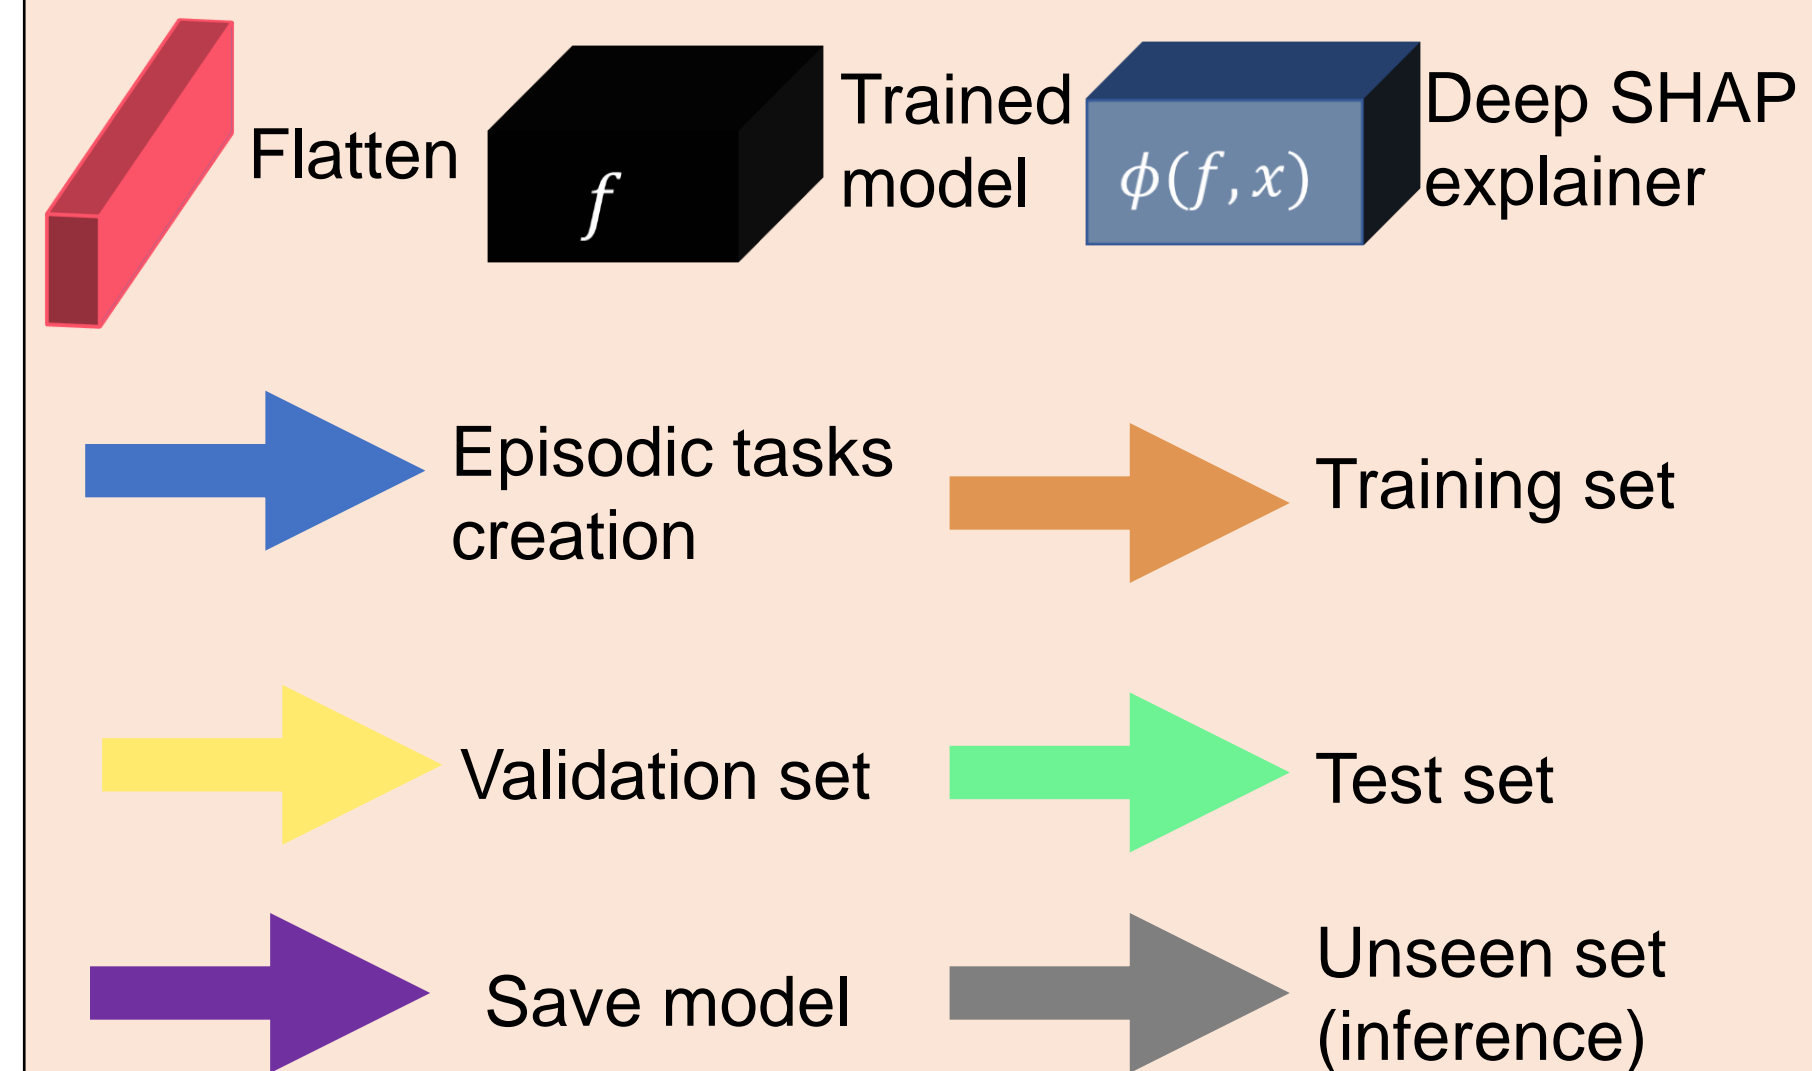 Flatten
f
Trained
model
ϕ(f,x)
Deep SHAP
explainer
Episodic tasks
creation
Training set
Validation set
Test set
Save model
Unseen set
(inference)